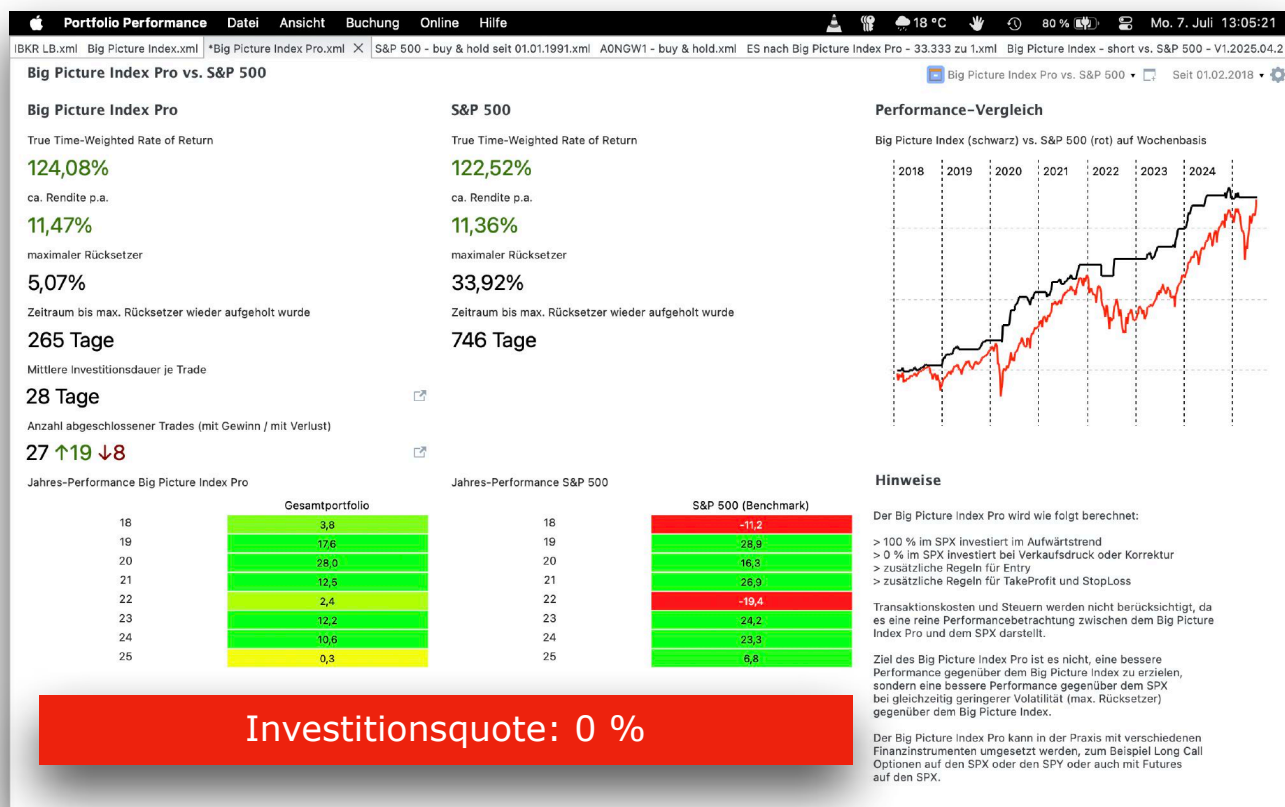 Portfolio Performance Datei Ansicht Buchung Online Hilfe 18 °C 80 % Mo. 7. Juli 13:05:21
IBKR LB.xml Big Picture Index.xml *Big Picture Index Pro.xml S&P 500 - buy & hold seit 01.01.1991.xml A0NGW1 - buy & hold.xml ES nach Big Picture Index Pro - 33.333 zu 1.xml Big Picture Index - short vs. S&P 500 - V1.2025.04.2
Big Picture Index Pro vs. S&P 500
Big Picture Index Pro vs. S&P 500 Seit 01.02.2018
Big Picture Index Pro
True Time-Weighted Rate of Return
124,08%
ca. Rendite p.a.
11,47%
maximaler Rücksetzer
5,07%
Zeitraum bis max. Rücksetzer wieder aufgeholt wurde
265 Tage
Mittlere Investitionsdauer je Trade
28 Tage
Anzahl abgeschlossener Trades (mit Gewinn / mit Verlust)
27 ↑19 ↓8
Jahres-Performance Big Picture Index Pro
Gesamtportfolio
18 3,8
19 17,6
20 28,0
21 12,5
22 2,4
23 12,2
24 10,6
25 0,3
S&P 500
True Time-Weighted Rate of Return
122,52%
ca. Rendite p.a.
11,36%
maximaler Rücksetzer
33,92%
Zeitraum bis max. Rücksetzer wieder aufgeholt wurde
746 Tage
Jahres-Performance S&P 500
S&P 500 (Benchmark)
18 -11,2
19 28,9
20 16,3
21 26,9
22 -19,4
23 24,2
24 23,3
25 6,8
Performance-Vergleich
Big Picture Index (schwarz) vs. S&P 500 (rot) auf Wochenbasis
2018 2019 2020 2021 2022 2023 2024
Hinweise
Der Big Picture Index Pro wird wie folgt berechnet:
> 100 % im SPX investiert im Aufwärtstrend
> 0 % im SPX investiert bei Verkaufsdruck oder Korrektur
> zusätzliche Regeln für Entry
> zusätzliche Regeln für TakeProfit und StopLoss
Transaktionskosten und Steuern werden nicht berücksichtigt, da
es eine reine Performancebetrachtung zwischen dem Big Picture
Index Pro und dem SPX darstellt.
Ziel des Big Picture Index Pro ist es nicht, eine bessere
Performance gegenüber dem Big Picture Index zu erzielen,
sondern eine bessere Performance gegenüber dem SPX
bei gleichzeitig geringerer Volatilität (max. Rücksetzer)
gegenüber dem Big Picture Index.
Der Big Picture Index Pro kann in der Praxis mit verschiedenen
Finanzinstrumenten umgesetzt werden, zum Beispiel Long Call
Optionen auf den SPX oder den SPY oder auch mit Futures
auf den SPX.
Investitionsquote: 0 %